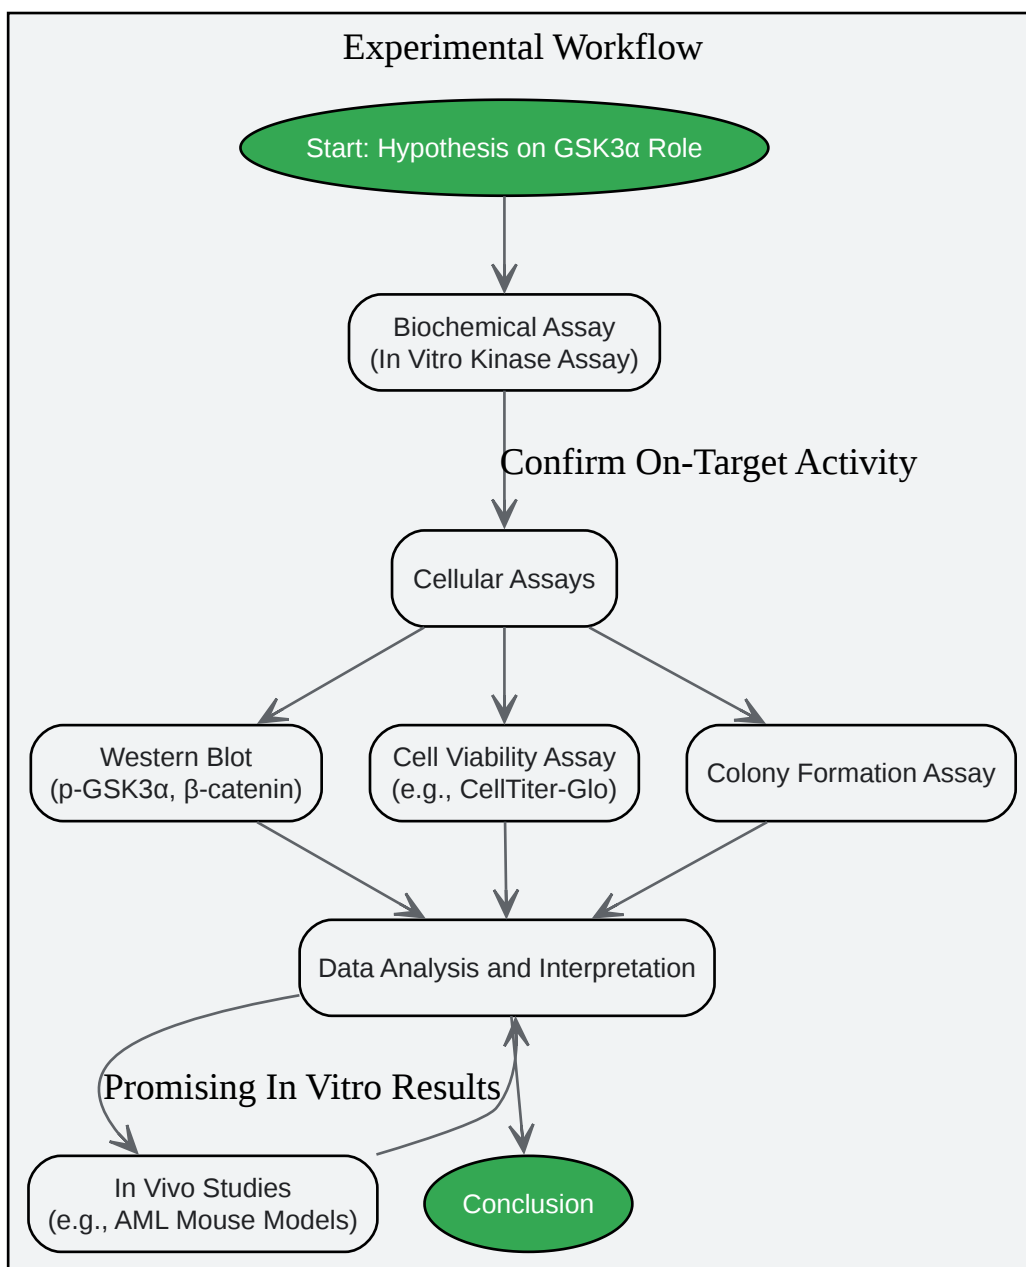 Experimental Workflow
Start: Hypothesis on GSK3α Role
Biochemical Assay
(In Vitro Kinase Assay)
Confirm On-Target Activity
Cellular Assays
Western Blot
(p-GSK3α, β-catenin)
Cell Viability Assay
(e.g., CellTiter-Glo)
Colony Formation Assay
Data Analysis and Interpretation
Promising In Vitro Results
In Vivo Studies
(e.g., AML Mouse Models)
Conclusion